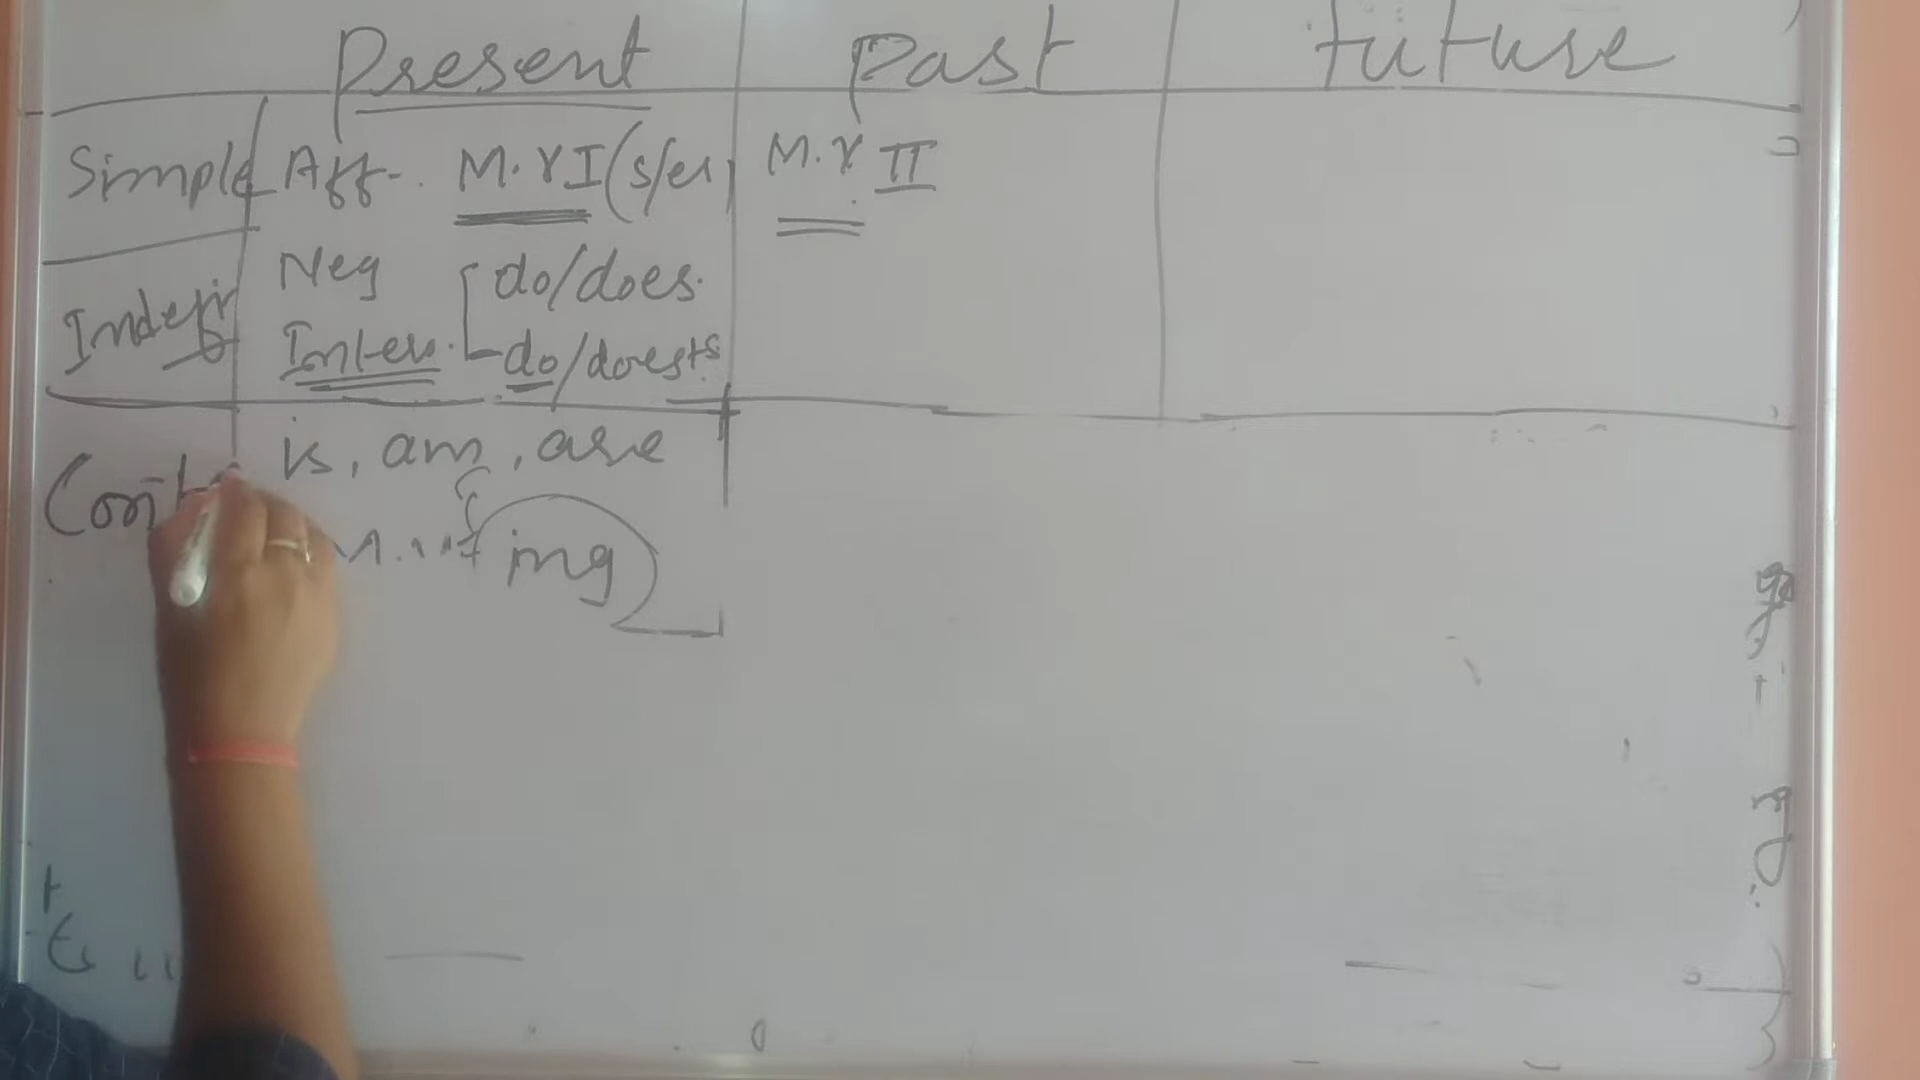 Present Past future
Simple Aff. M.VI (s/es) M.V II
Neg do/does.
Indefi
Inter. do/does
is, am, are
Cont
ing